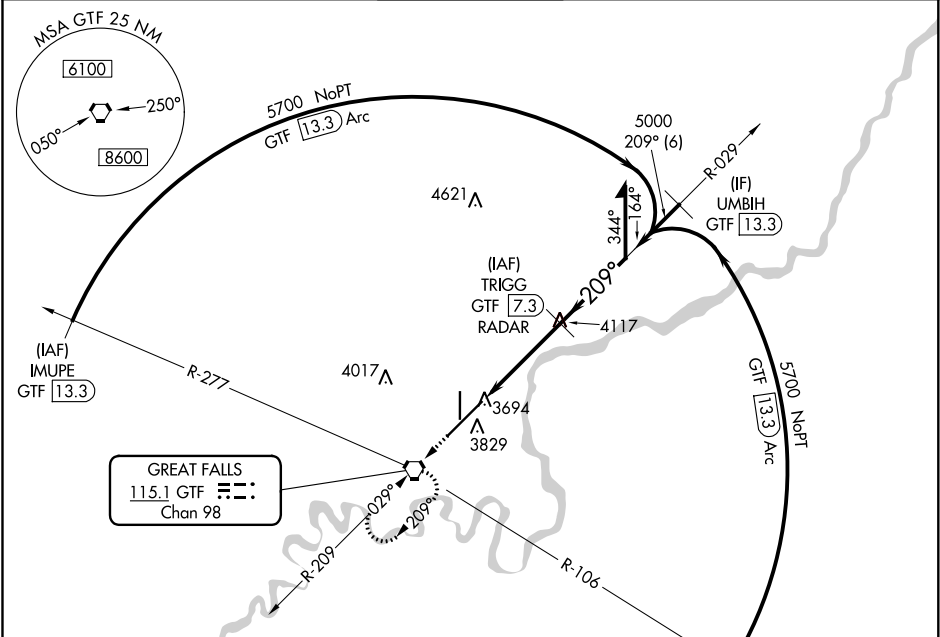 MSA GTF 25 NM
6100
050°
250°
8600
5700 NoPT
GTF 13.3 Arc
5000
209° (6)
R-029
(IF)
UMBIH
GTF 13.3
4621
344°
164°
209°
(IAF)
TRIGG
GTF 7.3
RADAR
4117
(IAF)
IMUPE
GTF 13.3
R-277
4017
3694
3829
5700 NoPT
GTF 13.3 Arc
GREAT FALLS
115.1 GTF
Chan 98
029°
209°
R-209
R-106